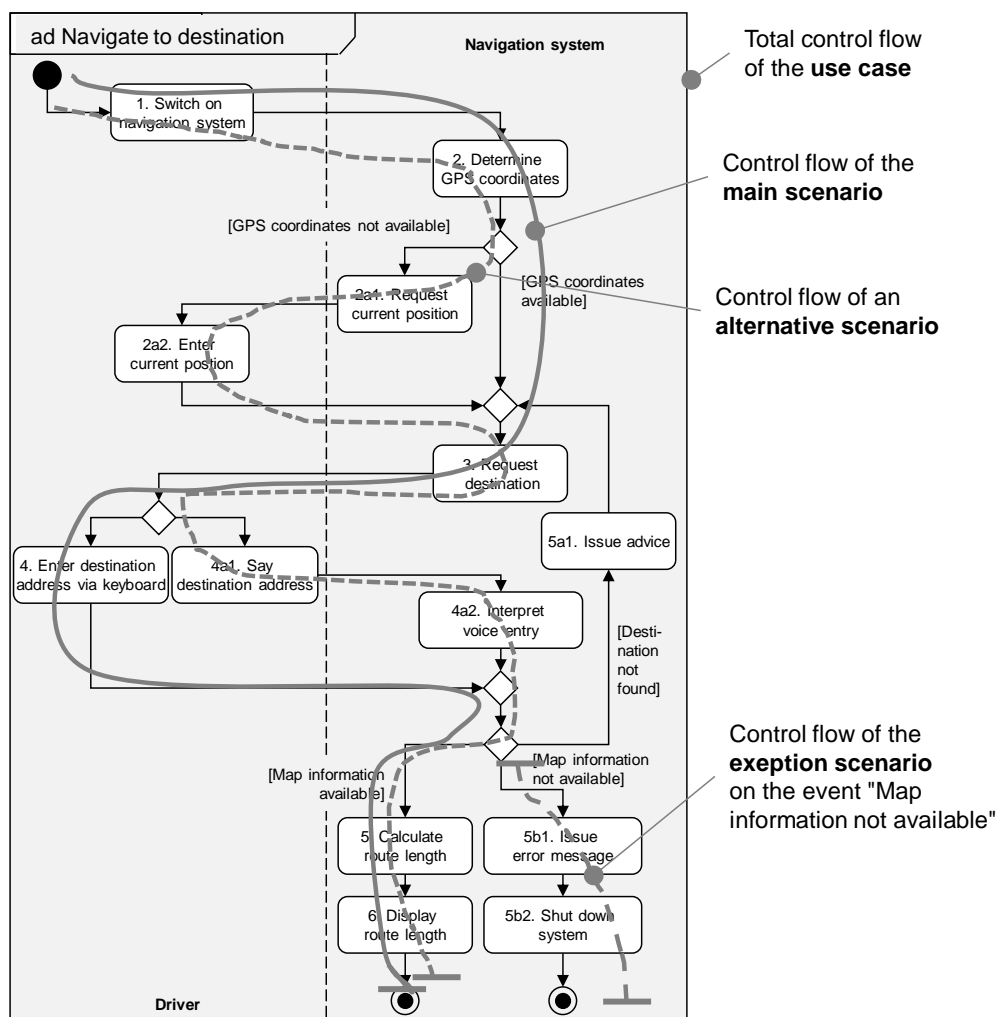 ad Navigate to destination
Navigation system
Total control flow
of the use case
1. Switch on
navigation system
2. Determine
GPS coordinates
Control flow of the
main scenario
[GPS coordinates not available]
[GPS coordinates
available]
2a1. Request
current position
Control flow of an
alternative scenario
2a2. Enter
current postion
3. Request
destination
5a1. Issue advice
4. Enter destination
address via keyboard
4a1. Say
destination address
4a2. Interpret
voice entry
[Desti-
nation
not
found]
[Map information
available]
[Map information
not available]
Control flow of the
exeption scenario
on the event "Map
information not available"
5. Calculate
route length
5b1. Issue
error message
6. Display
route length
5b2. Shut down
system
Driver